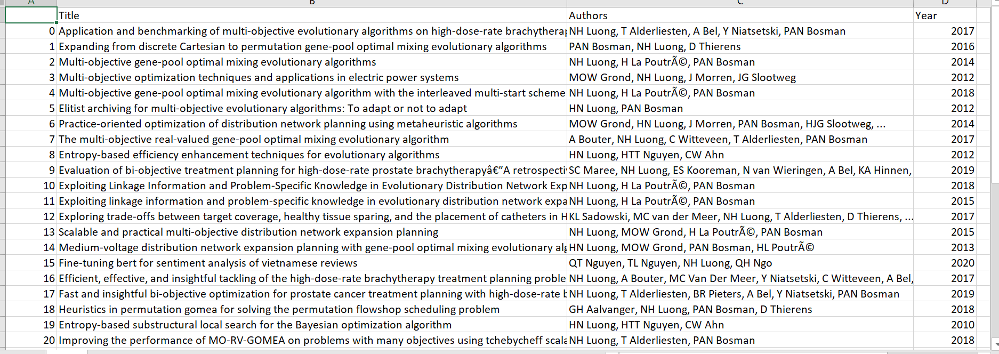 A B C D
Title Authors Year
0 Application and benchmarking of multi-objective evolutionary algorithms on high-dose-rate NH Luong, T Alderliesten, A Bel, Y Niatsetski, PAN Bosman 2017
1 Expanding from discrete Cartesian to permutation gene-pool optimal mixing evolutionary algorithms PAN Bosman, NH Luong, D Thierens 2016
2 Multi-objective gene-pool optimal mixing evolutionary algorithms NH Luong, H La PoutrÃ©, PAN Bosman 2014
3 Multi-objective optimization techniques and applications in electric power systems MOW Grond, NH Luong, J Morren, JG Slootweg 2012
4 Multi-objective gene-pool optimal mixing evolutionary algorithm with the interleaved multi-start scheme NH Luong, H La PoutrÃ©, PAN Bosman 2018
5 Elitist archiving for multi-objective evolutionary algorithms: To adapt or not to adapt HN Luong, PAN Bosman 2012
6 Practice-oriented optimization of distribution network planning using metaheuristic algorithms MOW Grond, HN Luong, J Morren, PAN Bosman, HJG Slootweg, ... 2014
7 The multi-objective real-valued gene-pool optimal mixing evolutionary algorithm A Bouter, NH Luong, C Witteveen, T Alderliesten, PAN Bosman 2017
8 Entropy-based efficiency enhancement techniques for evolutionary algorithms HN Luong, HTT Nguyen, CW Ahn 2012
9 Evaluation of bi-objective treatment planning for high-dose-rate prostate brachytherapyâ€”A retrospecti SC Maree, NH Luong, ES Kooreman, N van Wieringen, A Bel, KA Hinnen, 2019
10 Exploiting Linkage Information and Problem-Specific Knowledge in Evolutionary Distribution Network Exp NH Luong, H La PoutrÃ©, PAN Bosman 2018
11 Exploiting linkage information and problem-specific knowledge in evolutionary distribution network expa NH Luong, H La PoutrÃ©, PAN Bosman 2015
12 Exploring trade-offs between target coverage, healthy tissue sparing, and the placement of catheters in H KL Sadowski, MC van der Meer, NH Luong, T Alderliesten, D Thierens, ... 2017
13 Scalable and practical multi-objective distribution network expansion planning NH Luong, MOW Grond, H La PoutrÃ©, PAN Bosman 2015
14 Medium-voltage distribution network expansion planning with gene-pool optimal mixing evolutionary alg HN Luong, MOW Grond, PAN Bosman, HL PoutrÃ© 2013
15 Fine-tuning bert for sentiment analysis of vietnamese reviews QT Nguyen, TL Nguyen, NH Luong, QH Ngo 2020
16 Efficient, effective, and insightful tackling of the high-dose-rate brachytherapy treatment planning proble NH Luong, A Bouter, MC Van Der Meer, Y Niatsetski, C Witteveen, A Bel, 2017
17 Fast and insightful bi-objective optimization for prostate cancer treatment planning with high-dose-rate NH Luong, T Alderliesten, BR Pieters, A Bel, Y Niatsetski, PAN Bosman 2019
18 Heuristics in permutation gomea for solving the permutation flowshop scheduling problem GH Aalvanger, NH Luong, PAN Bosman, D Thierens 2018
19 Entropy-based substructural local search for the Bayesian optimization algorithm HN Luong, HTT Nguyen, CW Ahn 2010
20 Improving the performance of MO-RV-GOMEA on problems with many objectives using tchebycheff scala NH Luong, T Alderliesten, PAN Bosman 2018